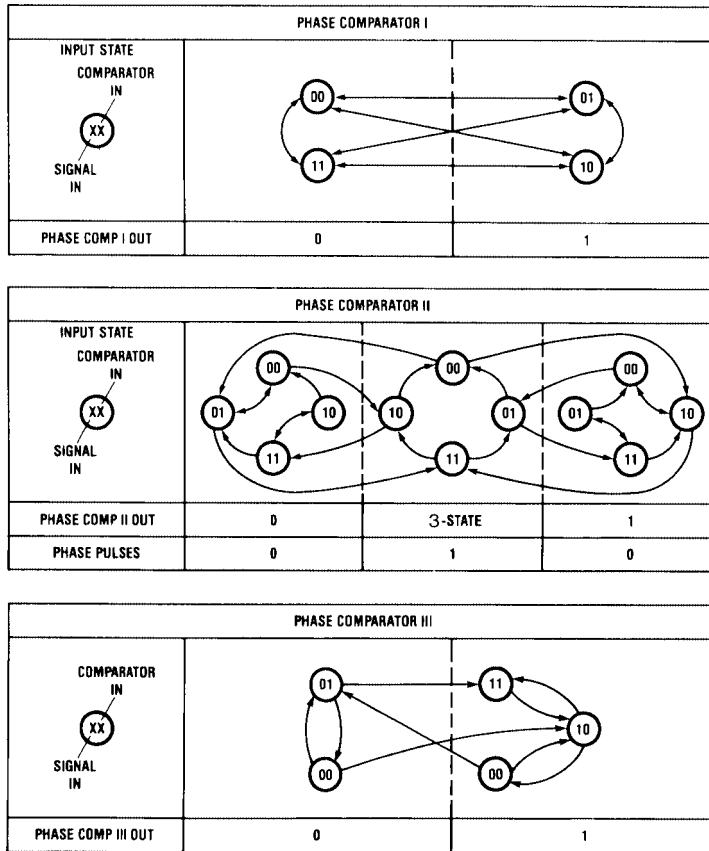 PHASE COMPARATOR I
INPUT STATE
COMPARATOR
IN
XX
SIGNAL
IN
00
01
11
10
PHASE COMP I OUT 0 1
PHASE COMPARATOR II
INPUT STATE
COMPARATOR
IN
XX
SIGNAL
IN
00 00 00
01 10 10 01 01 10
11 11 11
PHASE COMP II OUT 0 3-STATE 1
PHASE PULSES 0 1 0
PHASE COMPARATOR III
COMPARATOR
IN
XX
SIGNAL
IN
01 11
10
00 00
PHASE COMP III OUT 0 1